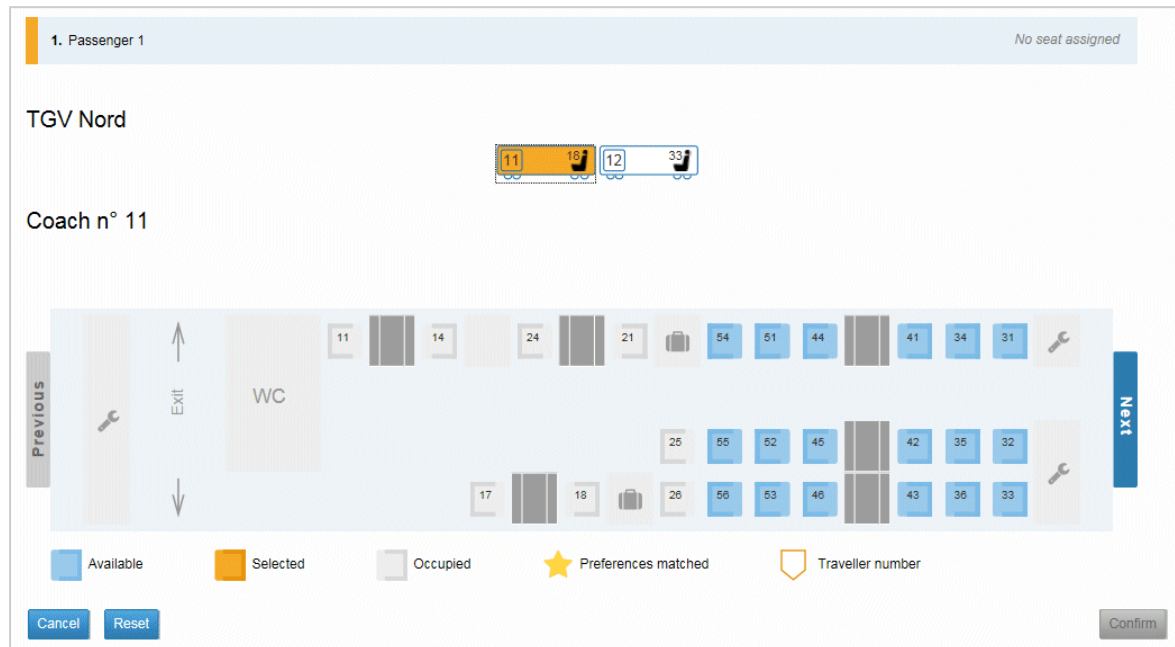 1. Passenger 1 No seat assigned
TGV Nord
11 18 12 33
Coach n° 11
11 14 24 21 54 51 44 41 34 31
Previous
Exit
WC
Next
25 55 52 45 42 35 32
17 18 26 56 53 46 43 36 33
Available Selected Occupied Preferences matched Traveller number
Cancel Reset Confirm